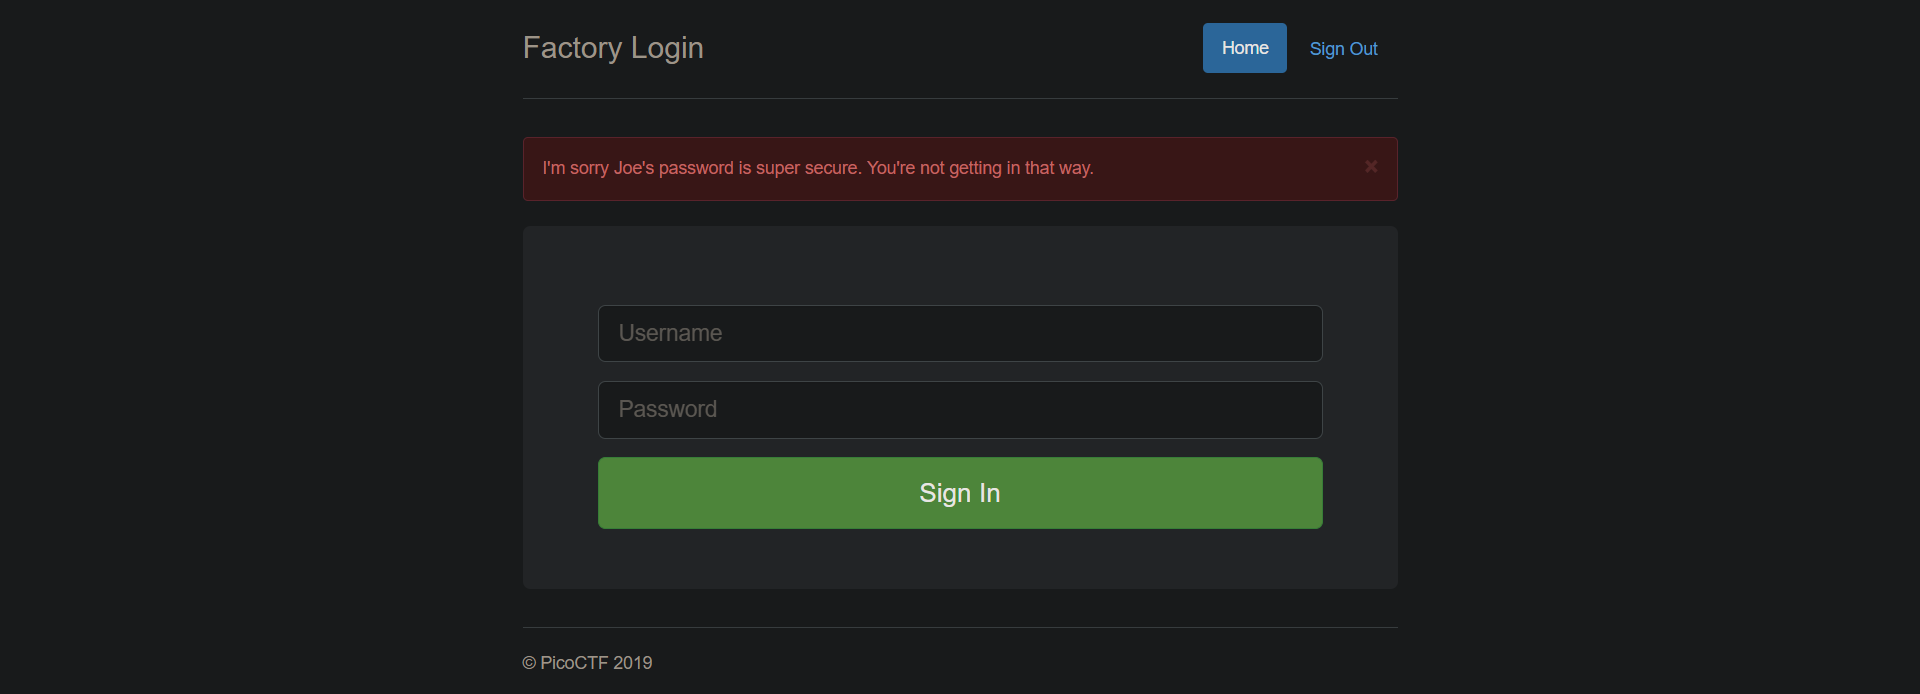 Factory Login
Home
Sign Out
I'm sorry Joe's password is super secure. You're not getting in that way.
×
Username
Password
Sign In
© PicoCTF 2019